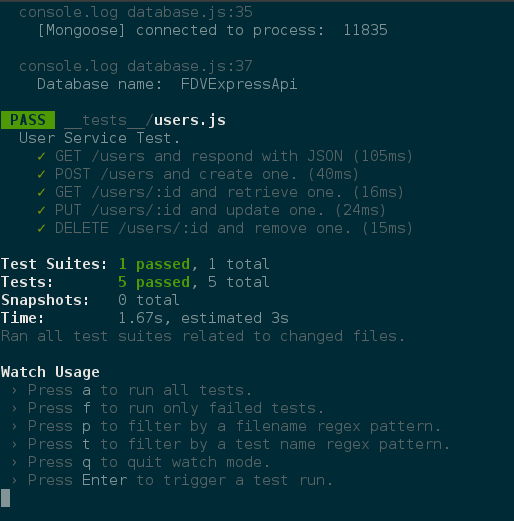 console.log database.js:35
[Mongoose] connected to process:  11835
console.log database.js:37
Database name:  FDVExpressApi
PASS __tests__/users.js
User Service Test.
✓ GET /users and respond with JSON (105ms)
✓ POST /users and create one. (40ms)
✓ GET /users/:id and retrieve one. (16ms)
✓ PUT /users/:id and update one. (24ms)
✓ DELETE /users/:id and remove one. (15ms)
Test Suites: 1 passed, 1 total
Tests:       5 passed, 5 total
Snapshots:   0 total
Time:        1.67s, estimated 3s
Ran all test suites related to changed files.
Watch Usage
› Press a to run all tests.
› Press f to run only failed tests.
› Press p to filter by a filename regex pattern.
› Press t to filter by a test name regex pattern.
› Press q to quit watch mode.
› Press Enter to trigger a test run.